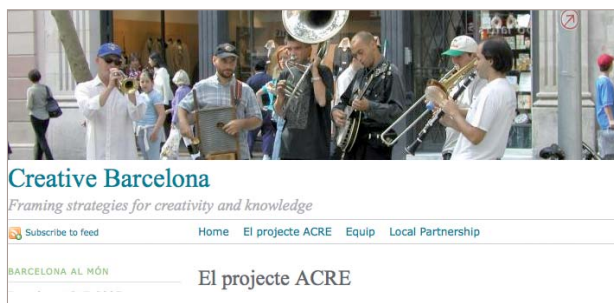 Creative Barcelona
Framing strategies for creativity and knowledge
Subscribe to feed
Home El projecte ACRE Equip Local Partnership
BARCELONA AL MÓN
El projecte ACRE